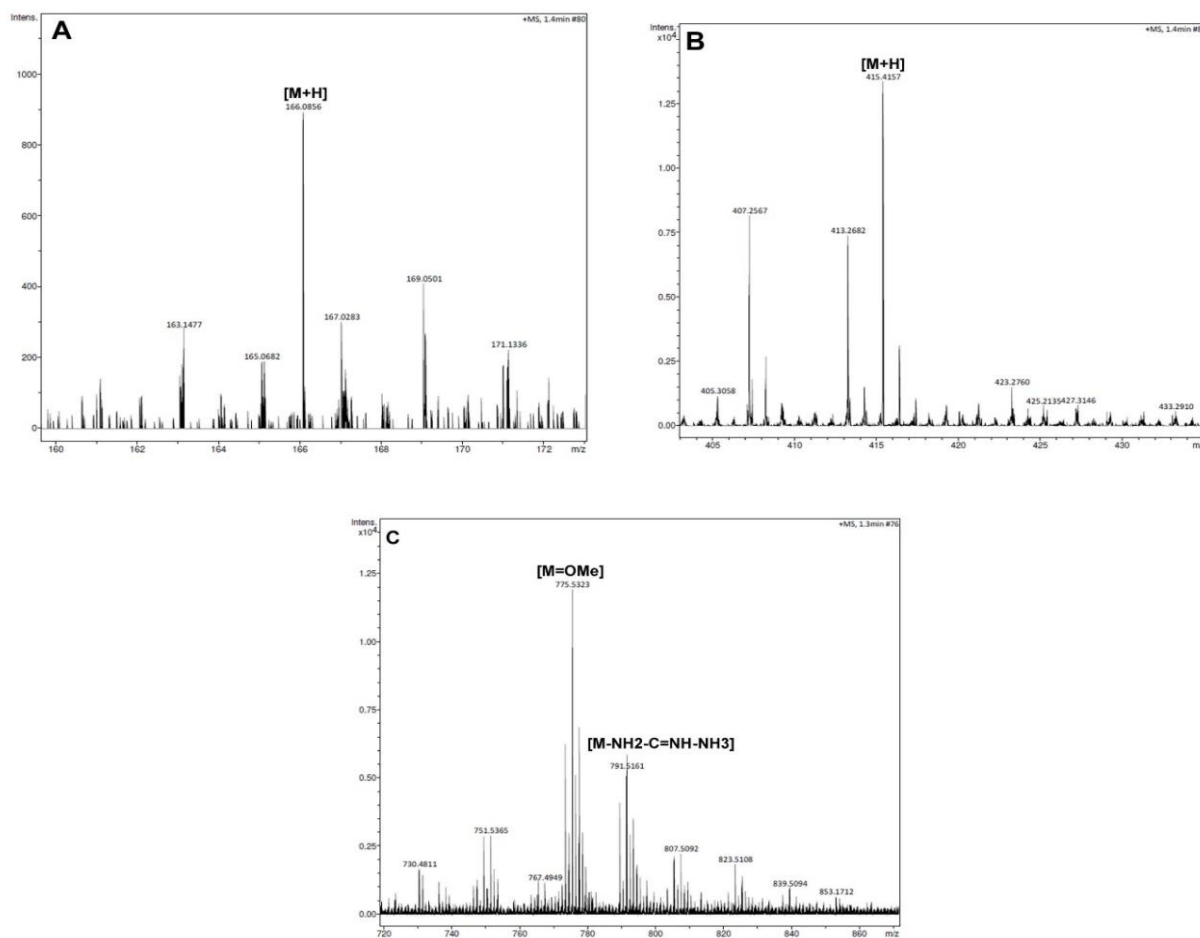 Intens. +MS, 1.4min #80
A
1000
[M+H]
166.0856
800
600
400
169.0501
167.0283
163.1477
171.1336
200
165.0682
0
160 162 164 166 168 170 172 m/z
Intens. +MS, 1.4min #8
x10⁴
B
[M+H]
415.4157
1.25
1.00
407.2567
0.75
413.2682
0.50
0.25
423.2760
405.3058
425.2135 427.3146
433.2910
0.00
405 410 415 420 425 430 m
Intens. +MS, 1.3min #76
x10⁴
C
[M=OMe]
775.5323
1.25
1.00
0.75
[M-NH2-C=NH-NH3]
791.5161
0.50
751.5365
0.25
807.5092
823.5108
730.4811
767.4949
839.5094
853.1712
0.00
720 740 760 780 800 820 840 860 m/z